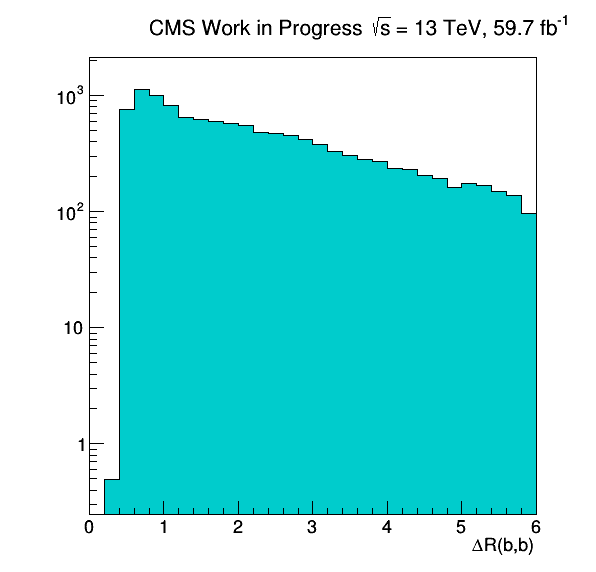 CMS Work in Progress √s = 13 TeV, 59.7 fb⁻¹
10³
10²
10
1
0 1 2 3 4 5 6
ΔR(b,b)